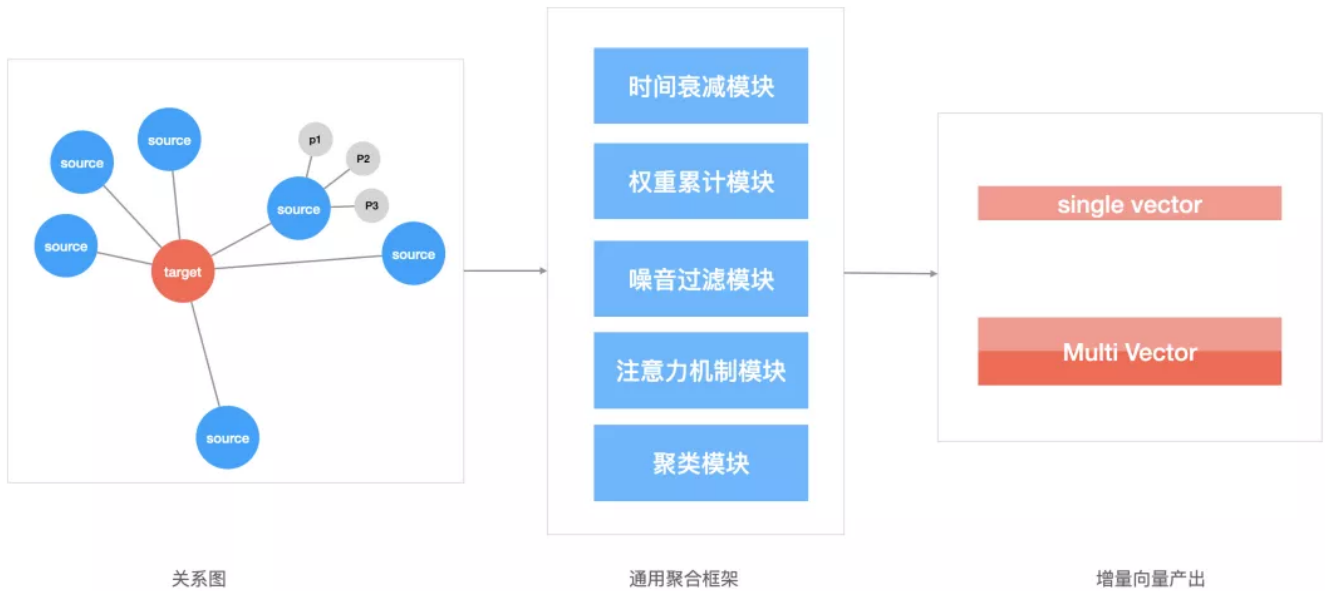 source
source
source
target
source
p1
P2
P3
source
source
关系图
时间衰减模块
权重累计模块
噪音过滤模块
注意力机制模块
聚类模块
通用聚合框架
single vector
Multi Vector
增量向量产出